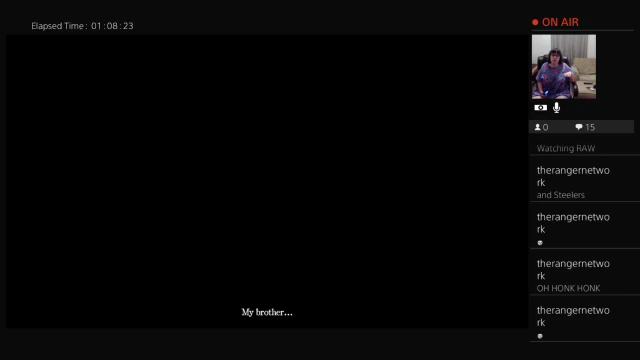 Elapsed Time : 01:08:23
ON AIR
0
15
Watching RAW
therangernetwo
rk
and Steelers
therangernetwo
rk
therangernetwo
rk
OH HONK HONK
therangernetwo
rk
My brother...